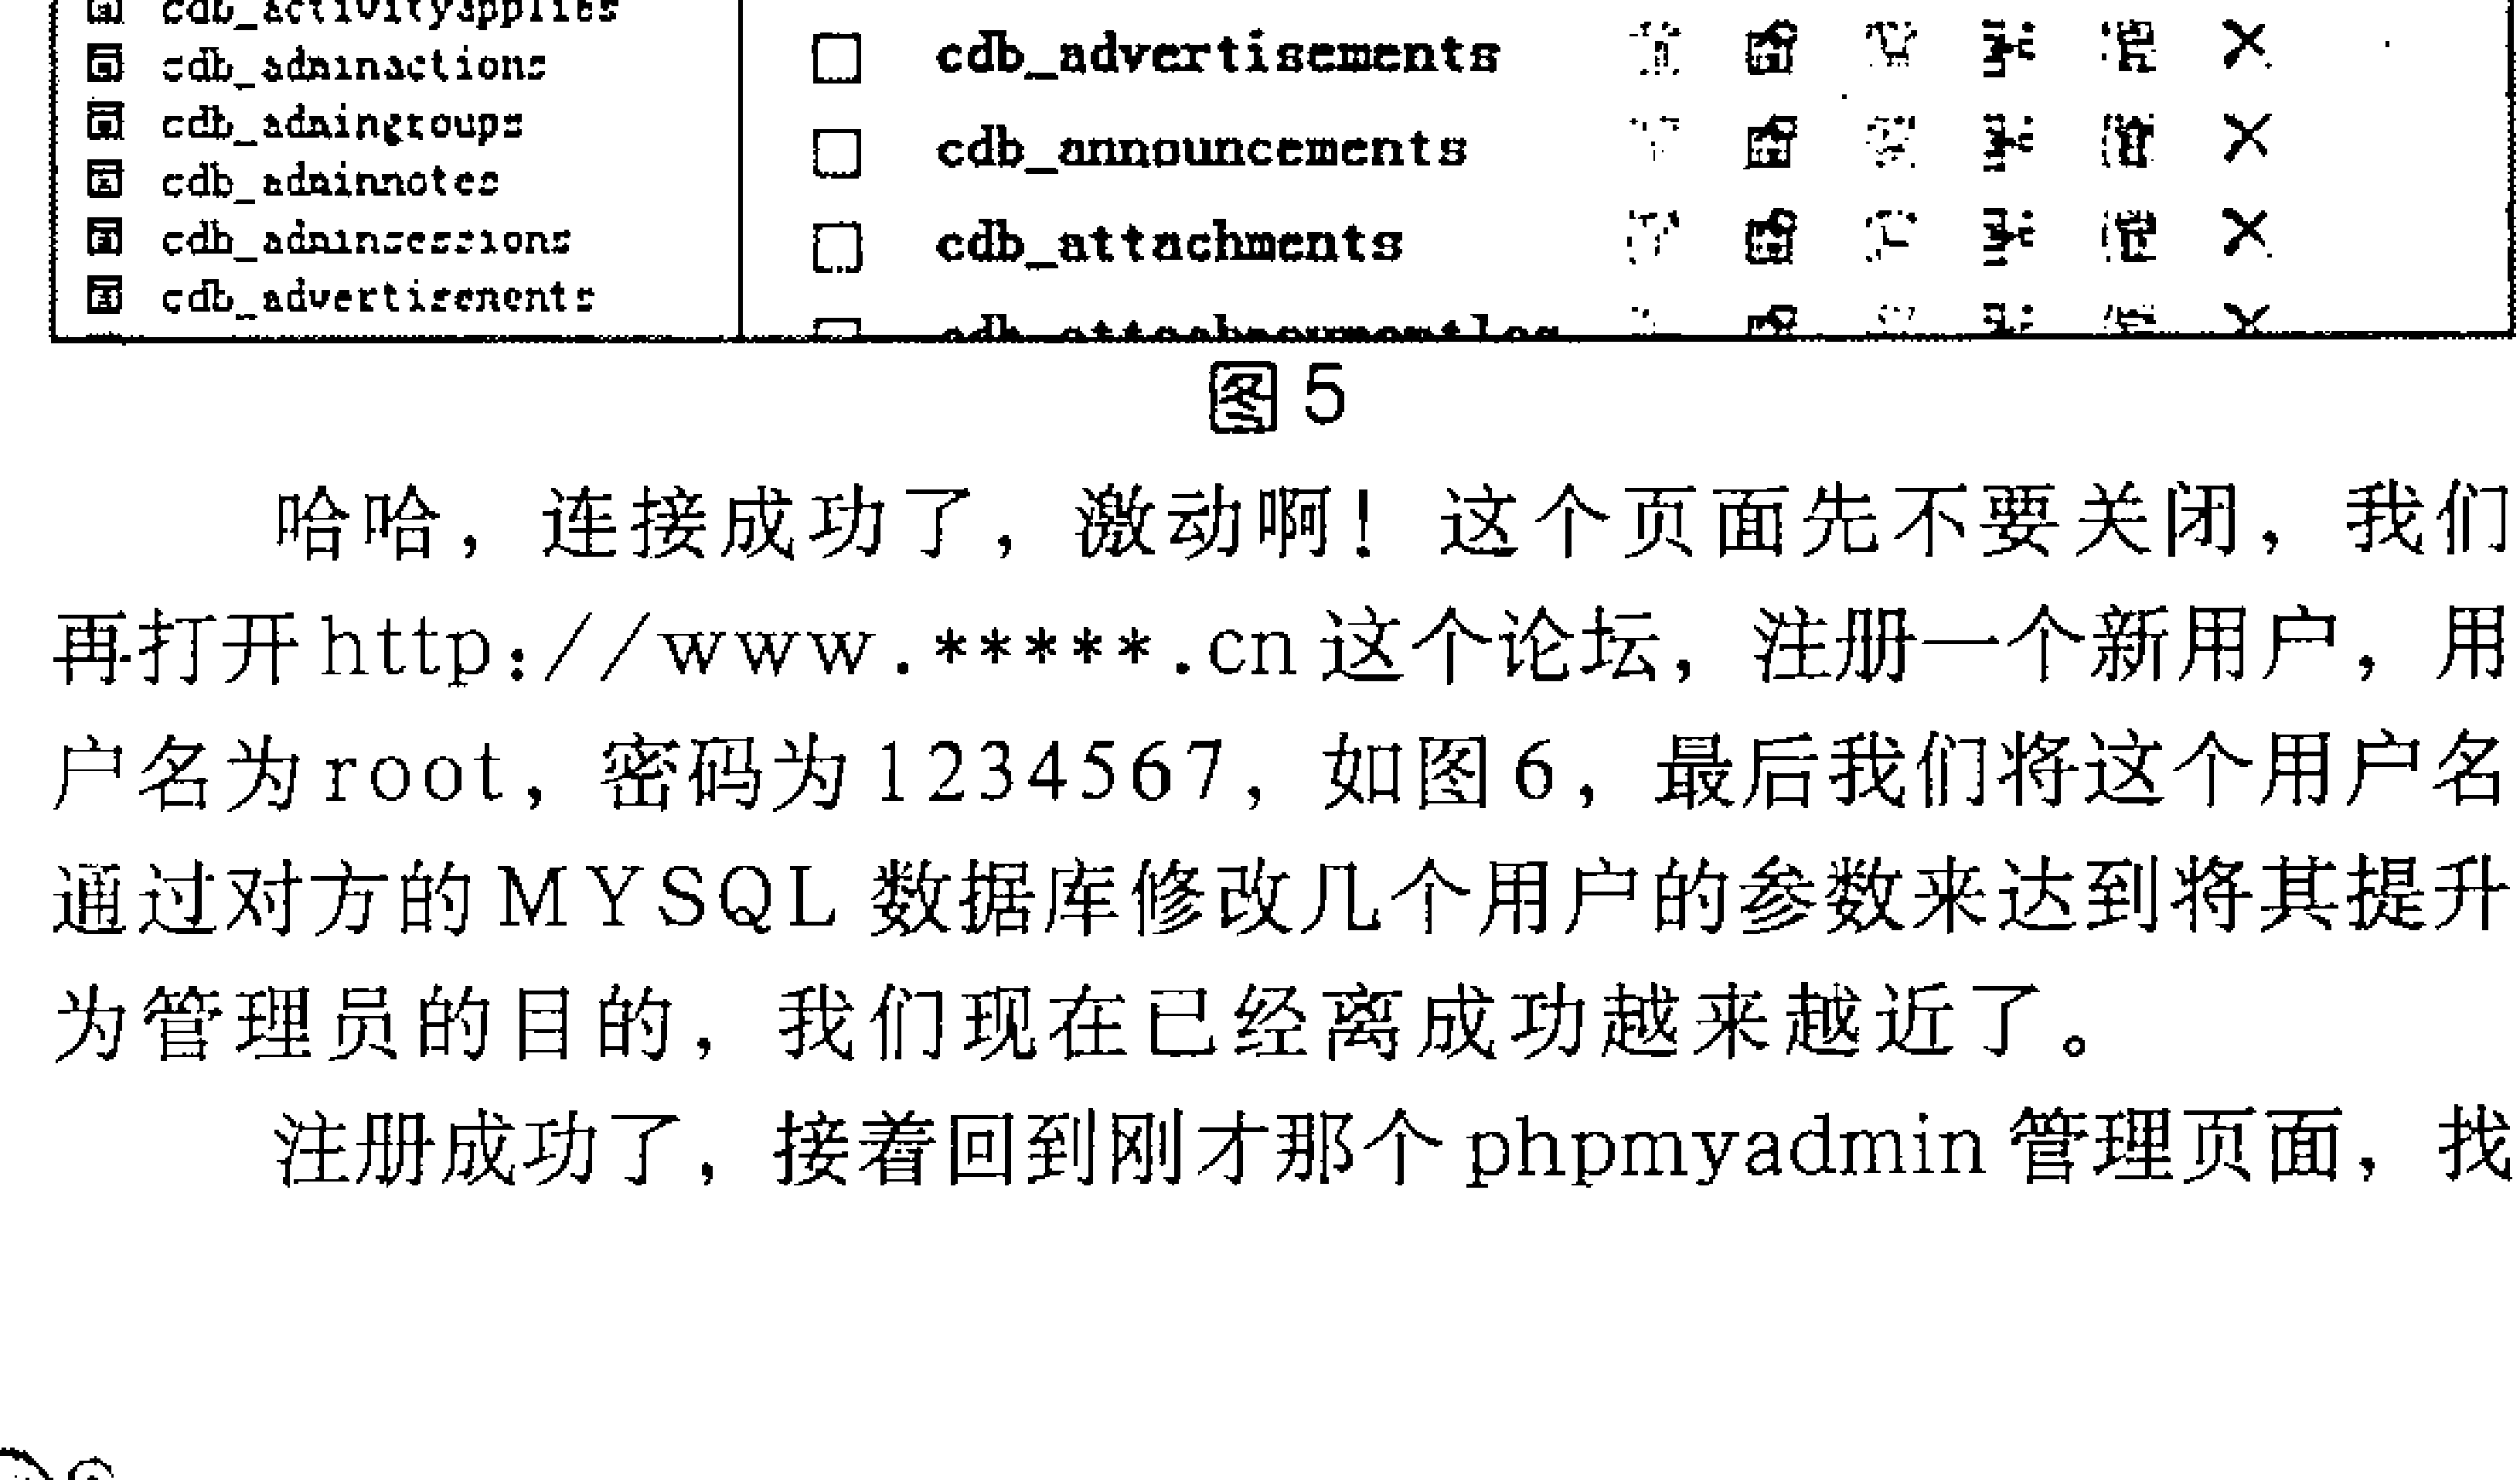 cdb_activityapplies
cdb_adminactions
cdb_admingroups
cdb_adminnotes
cdb_adminsessions
cdb_advertisements
cdb_advertisements
cdb_announcements
cdb_attachments
图5
哈哈，连接成功了，激动啊！这个页面先不要关闭，我们
再打开http://www.*****.cn这个论坛，注册一个新用户，用
户名为root，密码为1234567，如图6，最后我们将这个用户名
通过对方的MYSQL数据库修改几个用户的参数来达到将其提升
为管理员的目的，我们现在已经离成功越来越近了。
注册成功了，接着回到刚才那个phpmyadmin管理页面，找